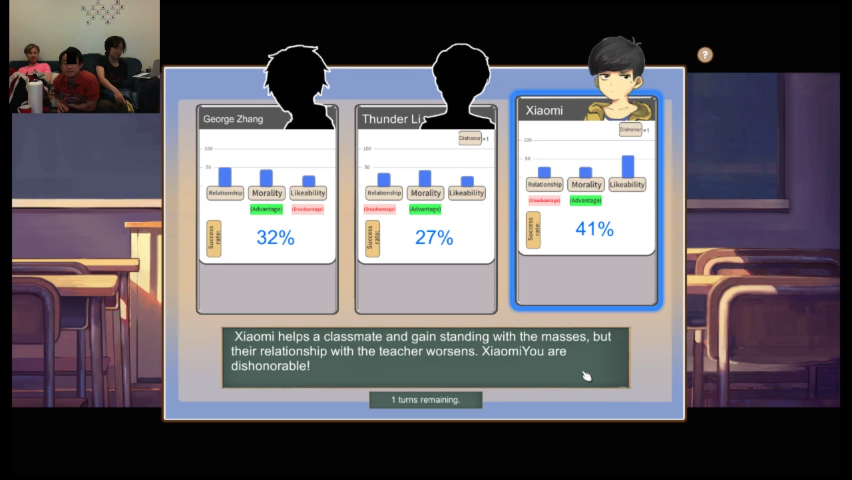 ?
George Zhang
100
50
Relationship
Morality
Likeability
(Advantage)
(Disadvantage)
Success rate:
32%
Thunder Li
Dishonor ×1
100
50
Relationship
Morality
Likeability
(Disadvantage)
(Advantage)
Success rate:
27%
Xiaomi
Dishonor ×1
100
50
Relationship
Morality
Likeability
(Disadvantage)
(Advantage)
Success rate:
41%
Xiaomi helps a classmate and gain standing with the masses, but
their relationship with the teacher worsens. XiaomiYou are
dishonorable!
1 turns remaining.